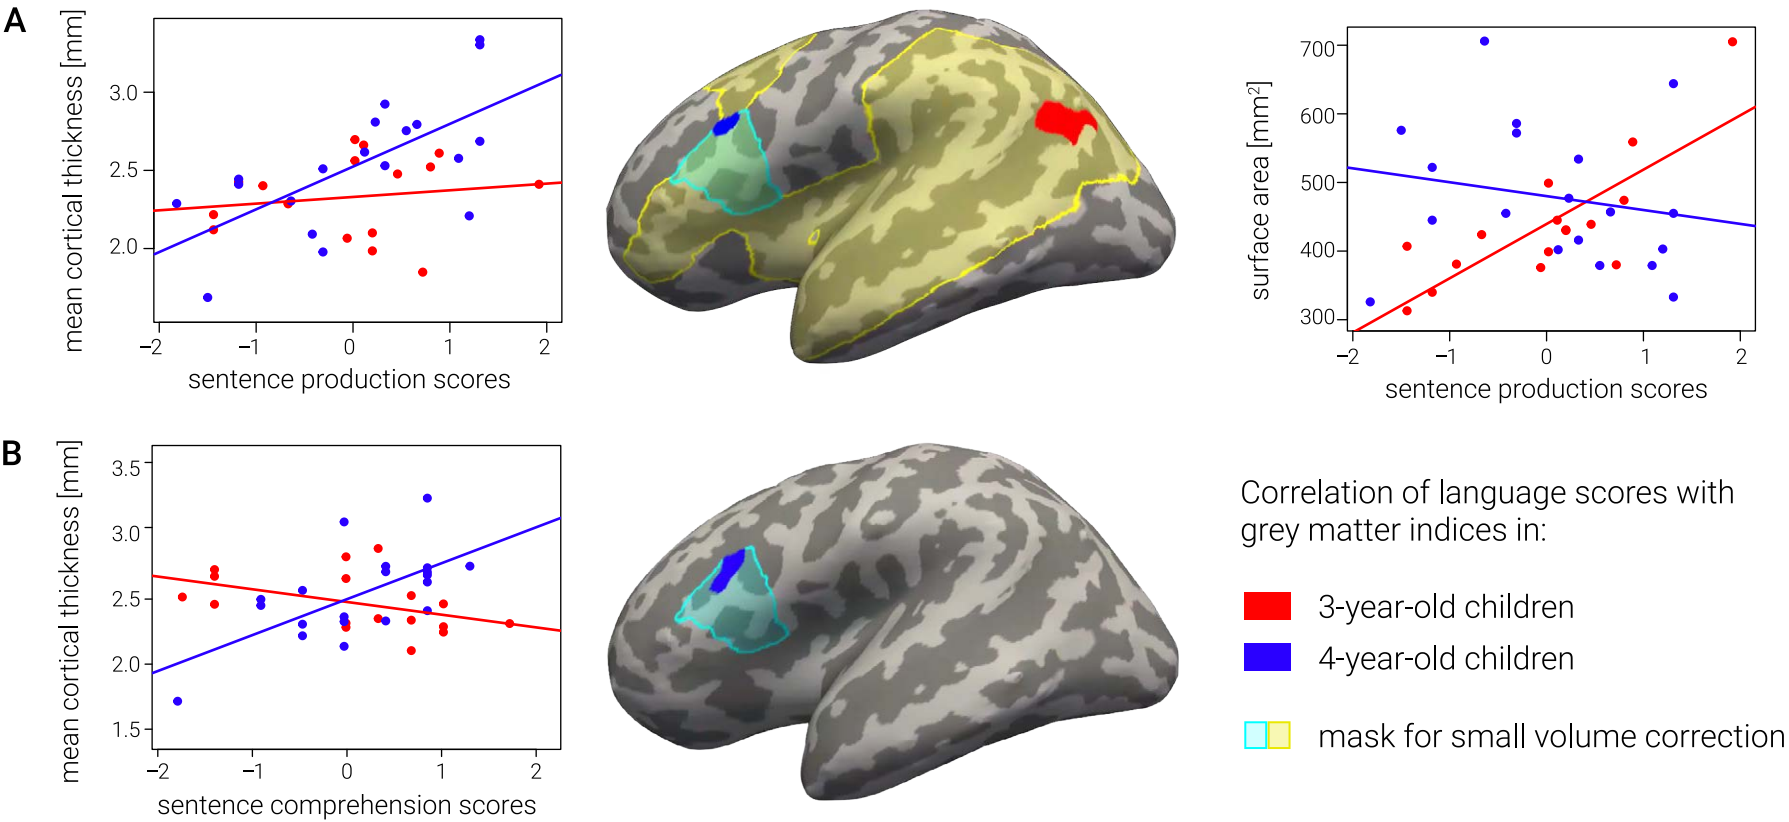 A
mean cortical thickness [mm]
3.0
2.5
2.0
−2 −1 0 1 2
sentence production scores
surface area [mm²]
700
600
500
400
300
−2 −1 0 1 2
sentence production scores
B
mean cortical thickness [mm]
3.5
3.0
2.5
2.0
1.5
−2 −1 0 1 2
sentence comprehension scores
Correlation of language scores with
grey matter indices in:
3-year-old children
4-year-old children
mask for small volume correction